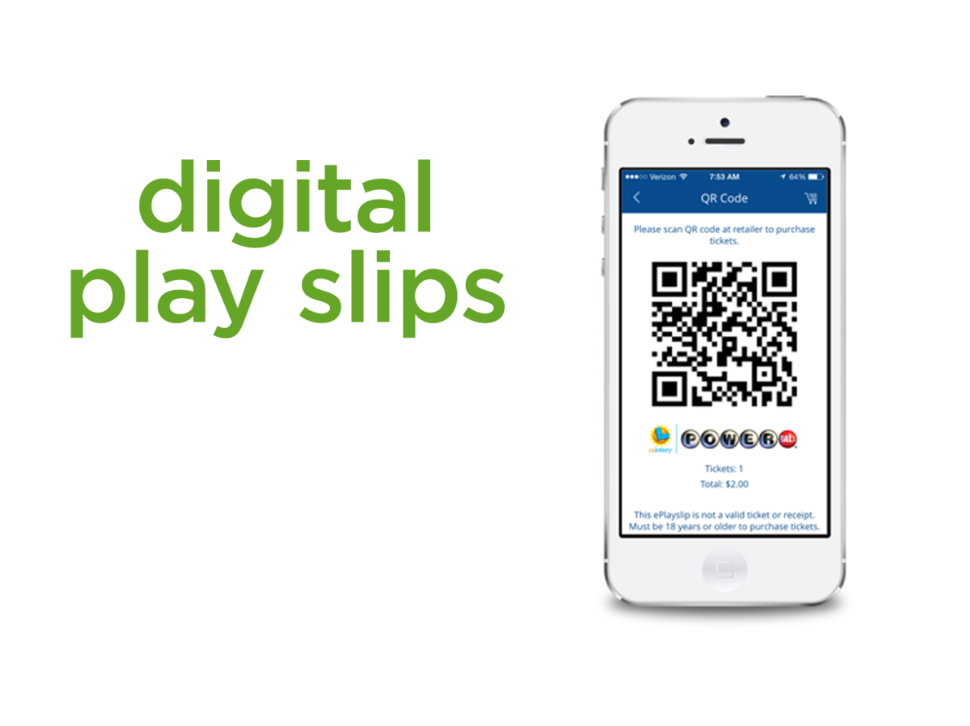 digital
play slips
Verizon 7:53 AM 64%
QR Code
Please scan QR code at retailer to purchase
tickets.
calottery POWERBALL
Tickets: 1
Total: $2.00
This ePlayslip is not a valid ticket or receipt.
Must be 18 years or older to purchase tickets.